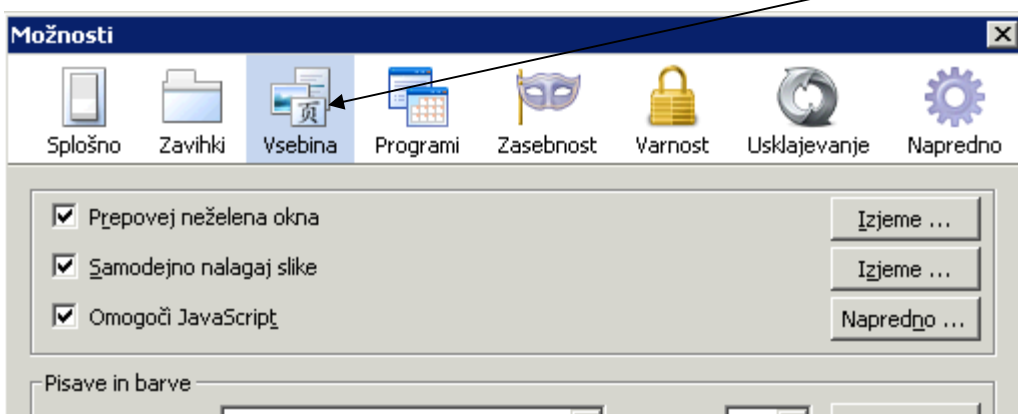 Možnosti
页
Splošno Zavihki Vsebina Programi Zasebnost Varnost Usklajevanje Napredno
Prepovej neželena okna Izjeme ...
Samodejno nalagaj slike Izjeme ...
Omogoči JavaScript Napredno ...
Pisave in barve